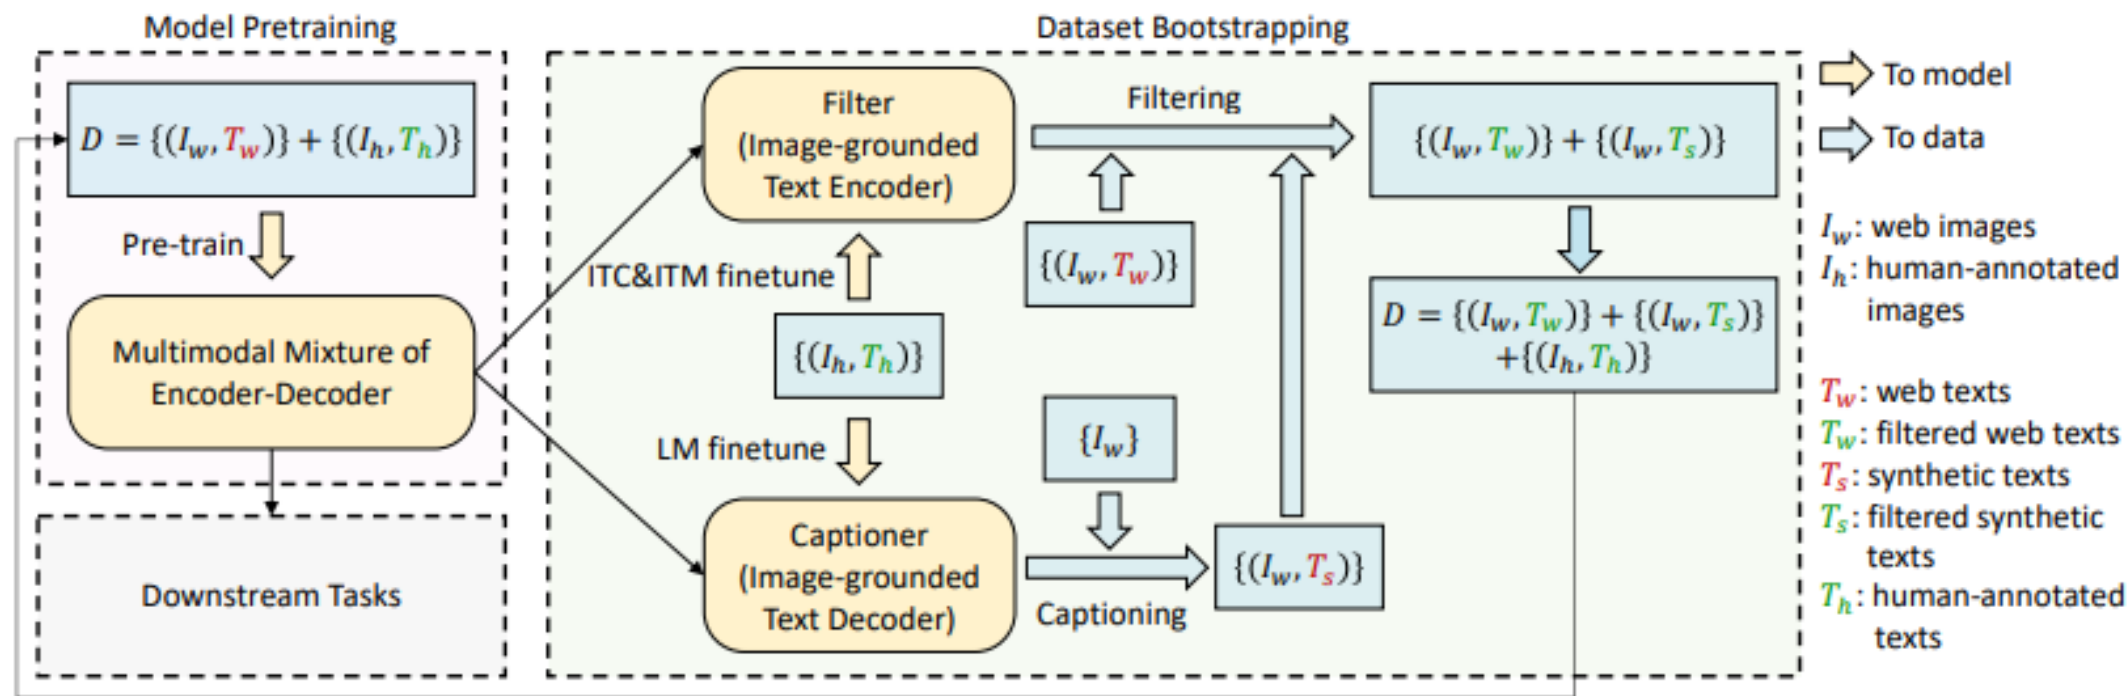 Model Pretraining
D = {(I_w, T_w)} + {(I_h, T_h)}
Pre-train
Multimodal Mixture of
Encoder-Decoder
Downstream Tasks
Dataset Bootstrapping
Filter
(Image-grounded
Text Encoder)
ITC&ITM finetune
{(I_h, T_h)}
LM finetune
Captioner
(Image-grounded
Text Decoder)
Filtering
{(I_w, T_w)}
{I_w}
Captioning
{(I_w, T_s)}
{(I_w, T_w)} + {(I_w, T_s)}
D = {(I_w, T_w)} + {(I_w, T_s)}
+{(I_h, T_h)}
To model
To data
I_w: web images
I_h: human-annotated
images
T_w: web texts
T_w: filtered web texts
T_s: synthetic texts
T_s: filtered synthetic
texts
T_h: human-annotated
texts